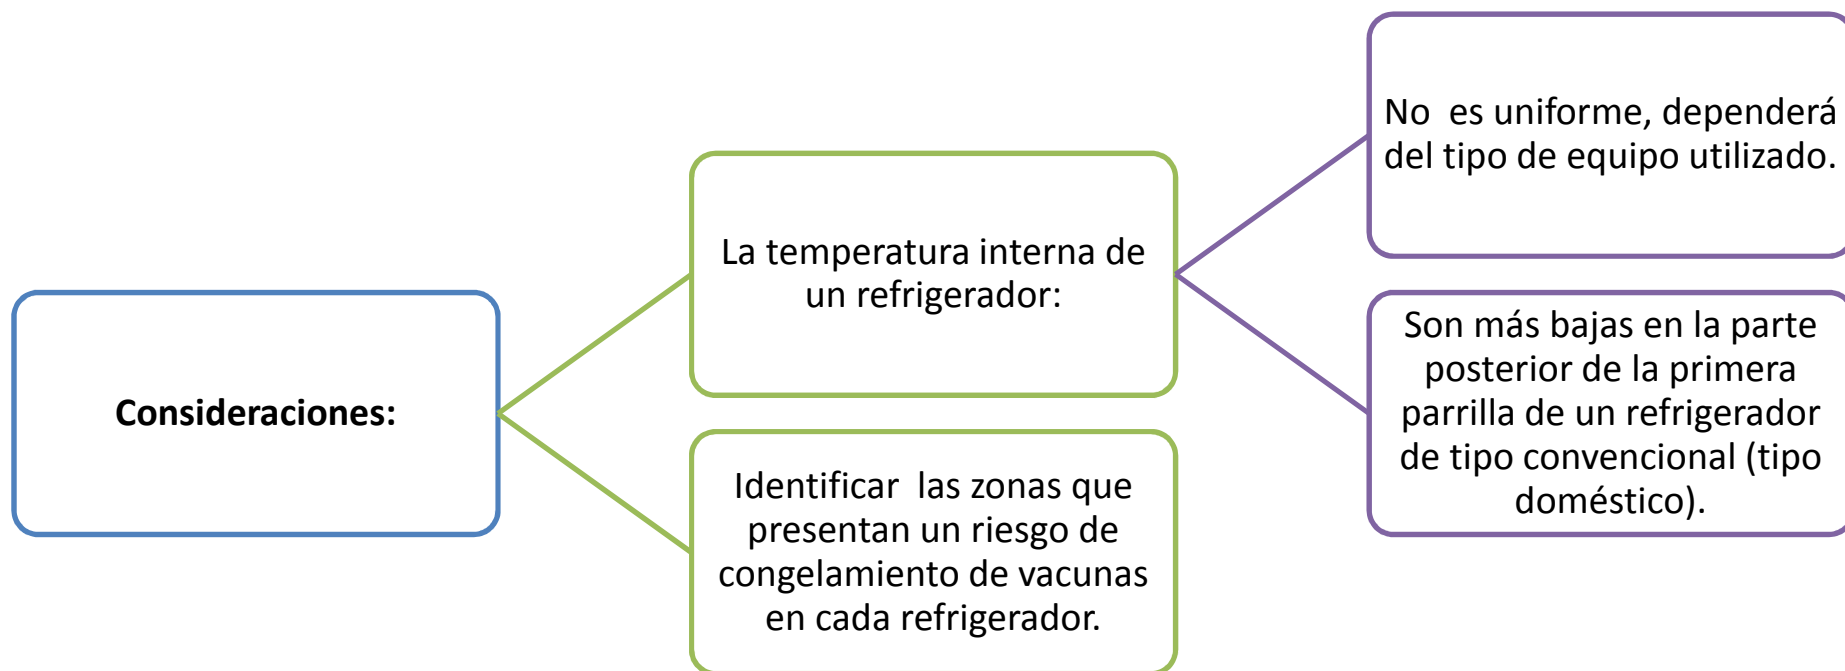 Consideraciones:
La temperatura interna de
un refrigerador:
No  es uniforme, dependerá
del tipo de equipo utilizado.
Son más bajas en la parte
posterior de la primera
parrilla de un refrigerador
de tipo convencional (tipo
doméstico).
Identificar  las zonas que
presentan un riesgo de
congelamiento de vacunas
en cada refrigerador.